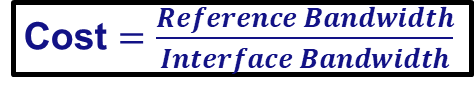 Cost = Reference Bandwidth / Interface Bandwidth